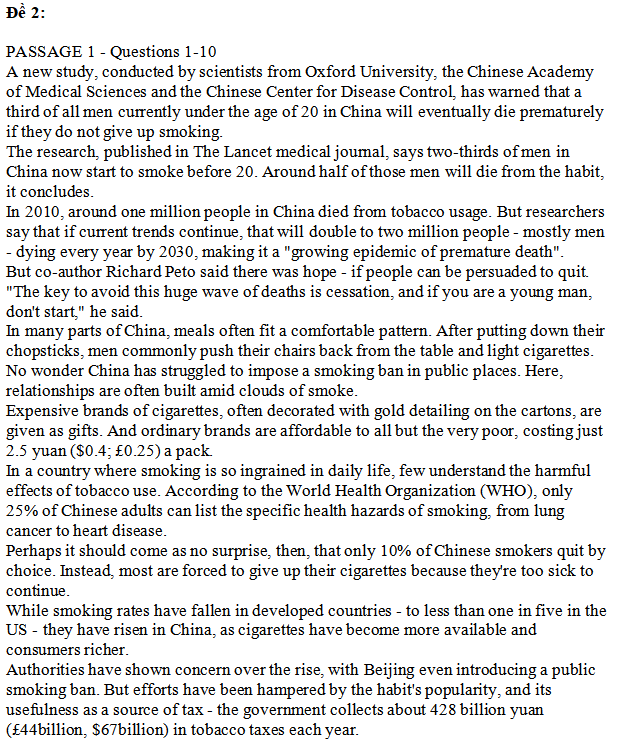 Đề 2:
PASSAGE 1 - Questions 1-10
A new study, conducted by scientists from Oxford University, the Chinese Academy
of Medical Sciences and the Chinese Center for Disease Control, has warned that a
third of all men currently under the age of 20 in China will eventually die prematurely
if they do not give up smoking.
The research, published in The Lancet medical journal, says two-thirds of men in
China now start to smoke before 20. Around half of those men will die from the habit,
it concludes.
In 2010, around one million people in China died from tobacco usage. But researchers
say that if current trends continue, that will double to two million people - mostly men
- dying every year by 2030, making it a "growing epidemic of premature death".
But co-author Richard Peto said there was hope - if people can be persuaded to quit.
"The key to avoid this huge wave of deaths is cessation, and if you are a young man,
don't start," he said.
In many parts of China, meals often fit a comfortable pattern. After putting down their
chopsticks, men commonly push their chairs back from the table and light cigarettes.
No wonder China has struggled to impose a smoking ban in public places. Here,
relationships are often built amid clouds of smoke.
Expensive brands of cigarettes, often decorated with gold detailing on the cartons, are
given as gifts. And ordinary brands are affordable to all but the very poor, costing just
2.5 yuan ($0.4; £0.25) a pack.
In a country where smoking is so ingrained in daily life, few understand the harmful
effects of tobacco use. According to the World Health Organization (WHO), only
25% of Chinese adults can list the specific health hazards of smoking, from lung
cancer to heart disease.
Perhaps it should come as no surprise, then, that only 10% of Chinese smokers quit by
choice. Instead, most are forced to give up their cigarettes because they're too sick to
continue.
While smoking rates have fallen in developed countries - to less than one in five in the
US - they have risen in China, as cigarettes have become more available and
consumers richer.
Authorities have shown concern over the rise, with Beijing even introducing a public
smoking ban. But efforts have been hampered by the habit's popularity, and its
usefulness as a source of tax - the government collects about 428 billion yuan
(£44billion, $67billion) in tobacco taxes each year.